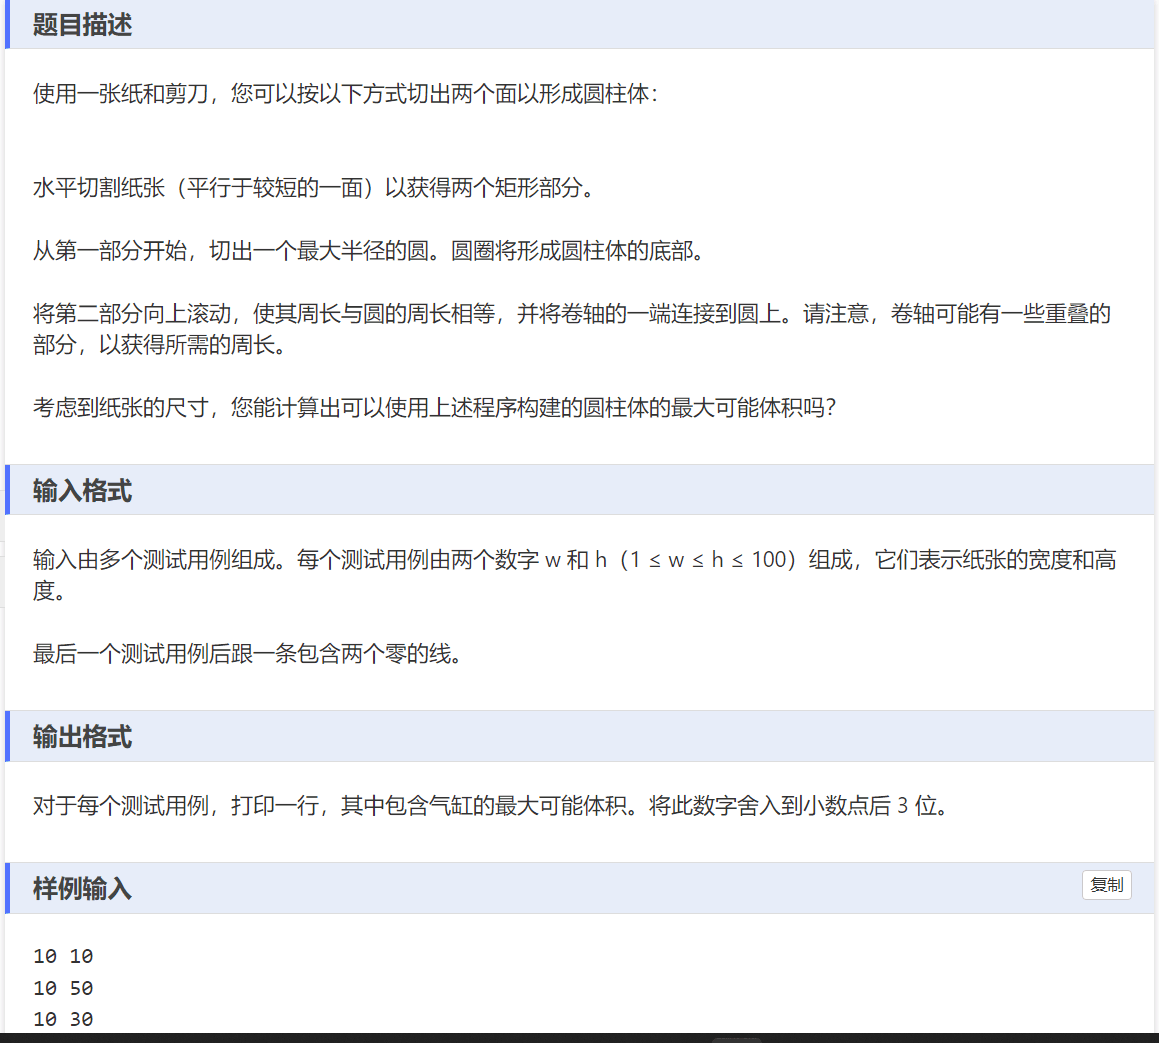 题目描述
使用一张纸和剪刀，您可以按以下方式切出两个面以形成圆柱体：
水平切割纸张（平行于较短的一面）以获得两个矩形部分。
从第一部分开始，切出一个最大半径的圆。圆圈将形成圆柱体的底部。
将第二部分向上滚动，使其周长与圆的周长相等，并将卷轴的一端连接到圆上。请注意，卷轴可能有一些重叠的
部分，以获得所需的周长。
考虑到纸张的尺寸，您能计算出可以使用上述程序构建的圆柱体的最大可能体积吗？
输入格式
输入由多个测试用例组成。每个测试用例由两个数字 w 和 h（1 ≤ w ≤ h ≤ 100）组成，它们表示纸张的宽度和高
度。
最后一个测试用例后跟一条包含两个零的线。
输出格式
对于每个测试用例，打印一行，其中包含气缸的最大可能体积。将此数字舍入到小数点后 3 位。
样例输入
复制
10 10
10 50
10 30